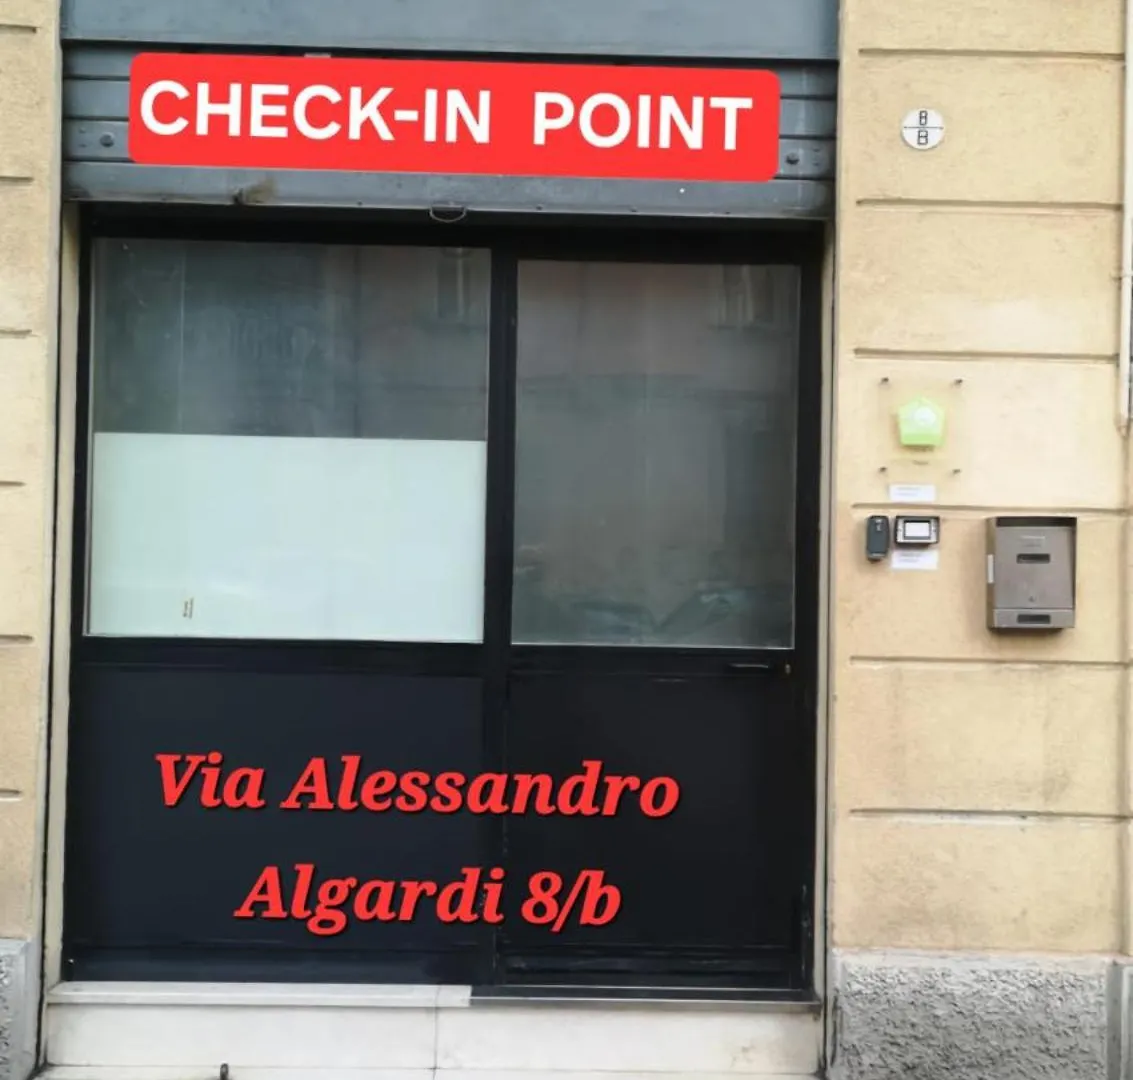 CHECK-IN POINT
8
B
Via Alessandro
Algardi 8/b